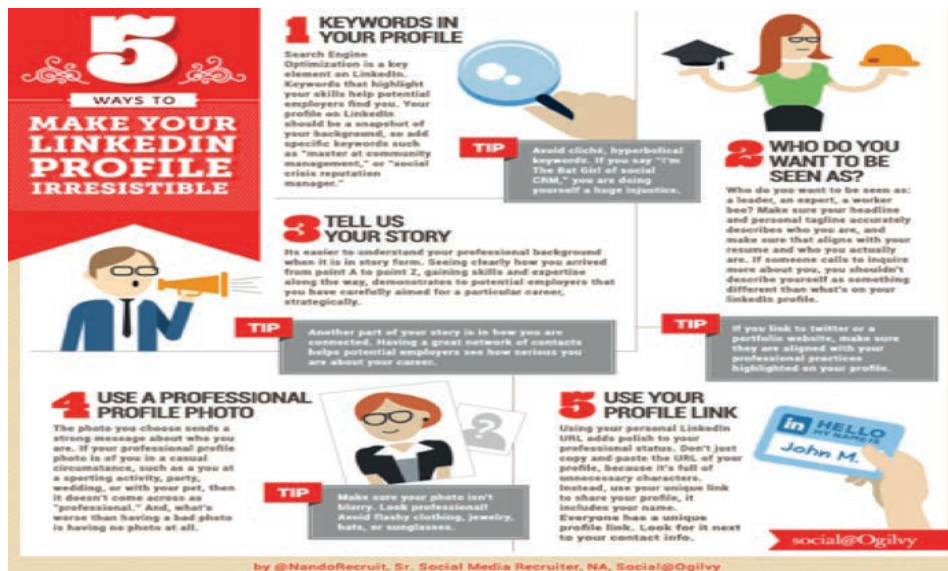 5
WAYS TO
MAKE YOUR
LINKEDIN
PROFILE
IRRESISTIBLE
1 KEYWORDS IN
YOUR PROFILE
Search Engine
Optimization is a key
element on LinkedIn.
Keywords that highlight
your skills help potential
employers find you. Your
profile on LinkedIn
should be a snapshot of
your background, so add
specific keywords such
as "master at community
management," or "social
crisis reputation
manager."
TIP
Avoid cliché, hyperbolical
keywords. If you say "I'm
The Bat Girl of social
CRM," you are doing
yourself a huge injustice.
2 WHO DO YOU
WANT TO BE
SEEN AS?
Who do you want to be seen as:
a leader, an expert, a worker
bee? Make sure your headline
and personal tagline accurately
describes who you are, and
make sure that aligns with your
resume and who you actually
are. If someone calls to inquire
more about you, you shouldn't
describe yourself as something
different than what's on your
linkedin profile.
TIP
If you link to twitter or a
portfolio website, make sure
they are aligned with your
professional practices
highlighted on your profile.
3 TELL US
YOUR STORY
Its easier to understand your professional background
when it is in story form. Seeing clearly how you arrived
from point A to point Z, gaining skills and expertise
along the way, demonstrates to potential employers that
you have carefully aimed for a particular career,
strategically.
TIP
Another part of your story is in how you are
connected. Having a great network of contacts
helps potential employers see how serious you
are about your career.
4 USE A PROFESSIONAL
PROFILE PHOTO
The photo you choose sends a
strong message about who you
are. If your professional profile
photo is of you in a casual
circumstance, such as a you at
a sporting activity, party,
wedding, or with your pet, then
it doesn't come across as
"professional." And, what's
worse than having a bad photo
is having no photo at all.
TIP
Make sure your photo isn't
blurry. Look professional!
Avoid flashy clothing, jewelry,
hats, or sunglasses.
5 USE YOUR
PROFILE LINK
Using your personal LinkedIn
URL adds polish to your
professional status. Don't just
copy and paste the URL of your
profile, because it's full of
unnecessary characters.
Instead, use your unique link
to share your profile, it
includes your name.
Everyone has a unique
profile link. Look for it next
to your contact info.
in HELLO
MY NAME IS
John M.
social@Ogilvy
by @NandoRecruit, Sr. Social Media Recruiter, NA, Social@Ogilvy